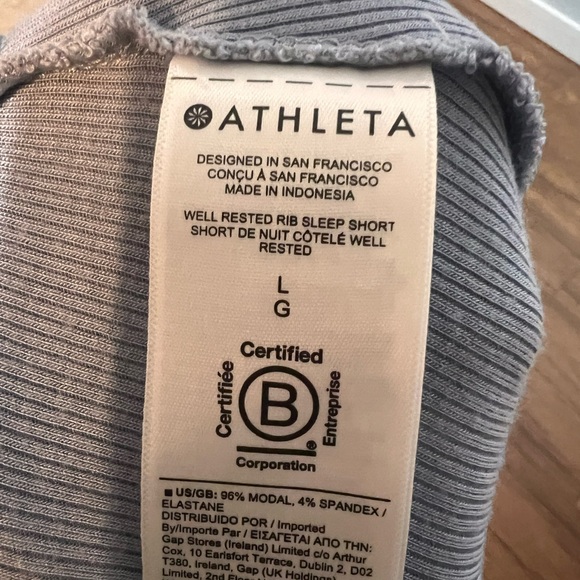 ATHLETA
DESIGNED IN SAN FRANCISCO
CONÇU À SAN FRANCISCO
MADE IN INDONESIA
WELL RESTED RIB SLEEP SHORT
SHORT DE NUIT CÔTELÉ WELL
RESTED
L
G
Certified
Certifiée
B
Entreprise
Corporation
■ US/GB: 96% MODAL, 4% SPANDEX /
ELASTANE
DISTRIBUIDO POR / Imported
By/Importe Par / ΕΙΣΑΓΕΤΑΙ ΑΠΟ ΤΗΝ:
Gap Stores (Ireland) Limited c/o Arthur
Cox, 10 Earlsfort Terrace, Dublin 2, D02
T380, Ireland, Gap (UK Holdings)
Limited, 2nd